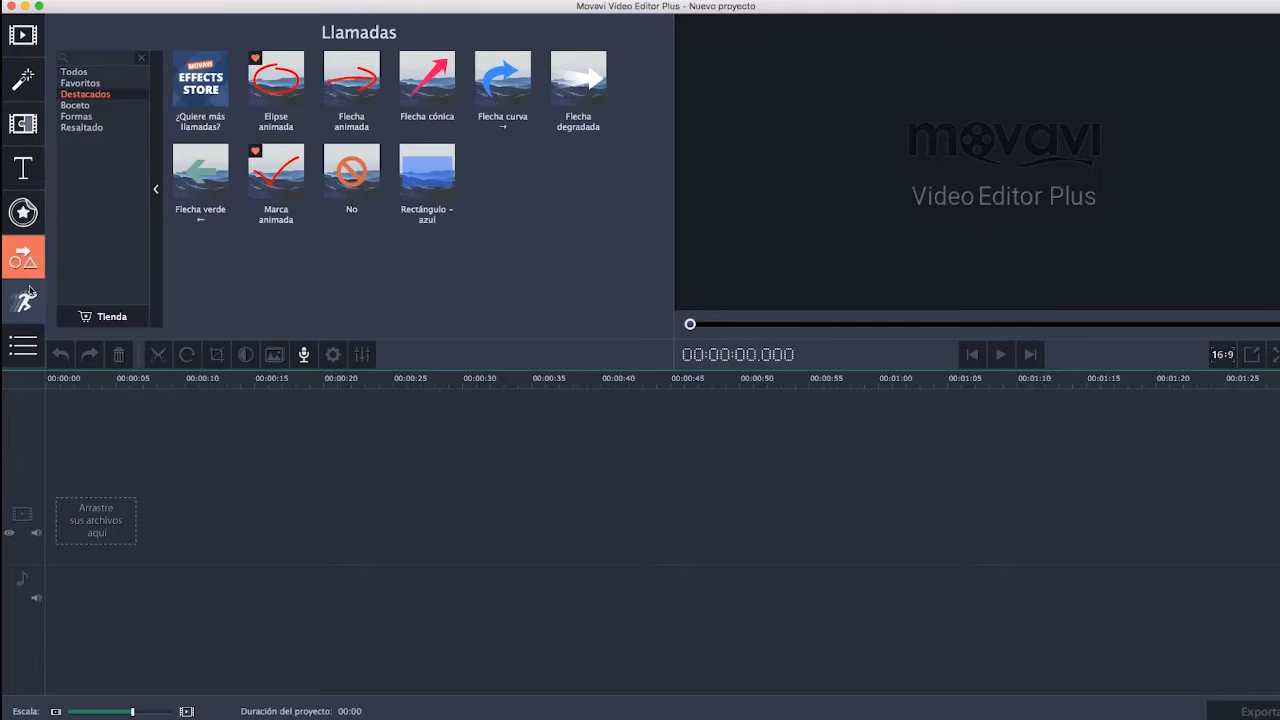 Movavi Video Editor Plus - Nuevo proyecto
Llamadas
Todos
Favoritos
Destacados
Boceto
Formas
Resaltado
Tienda
MOVAVI
EFFECTS
STORE
¿Quiere más
llamadas?
Elipse
animada
Flecha
animada
Flecha cónica
Flecha curva
→
Flecha
degradada
Flecha verde
←
Marca
animada
No
Rectángulo -
azul
movavi
Video Editor Plus
00:00:00.000
16:9
00:00:00 00:00:05 00:00:10 00:00:15 00:00:20 00:00:25 00:00:30 00:00:35 00:00:40 00:00:45 00:00:50 00:00:55 00:01:00 00:01:05 00:01:10 00:01:15 00:01:20 00:01:25
Arrastre
sus archivos
aquí
Escala:
Duración del proyecto: 00:00
Exporta